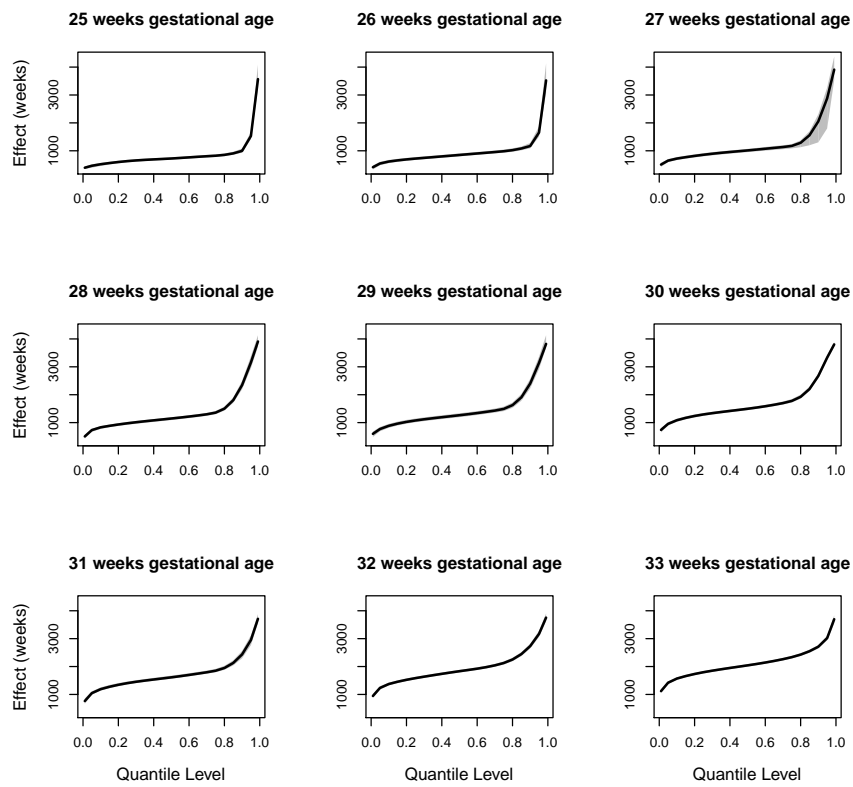 25 weeks gestational age
26 weeks gestational age
27 weeks gestational age
Effect (weeks)
1000 3000
1000 3000
1000 3000
0.0 0.2 0.4 0.6 0.8 1.0
0.0 0.2 0.4 0.6 0.8 1.0
0.0 0.2 0.4 0.6 0.8 1.0
28 weeks gestational age
29 weeks gestational age
30 weeks gestational age
Effect (weeks)
1000 3000
1000 3000
1000 3000
0.0 0.2 0.4 0.6 0.8 1.0
0.0 0.2 0.4 0.6 0.8 1.0
0.0 0.2 0.4 0.6 0.8 1.0
31 weeks gestational age
32 weeks gestational age
33 weeks gestational age
Effect (weeks)
1000 3000
1000 3000
1000 3000
0.0 0.2 0.4 0.6 0.8 1.0
0.0 0.2 0.4 0.6 0.8 1.0
0.0 0.2 0.4 0.6 0.8 1.0
Quantile Level
Quantile Level
Quantile Level